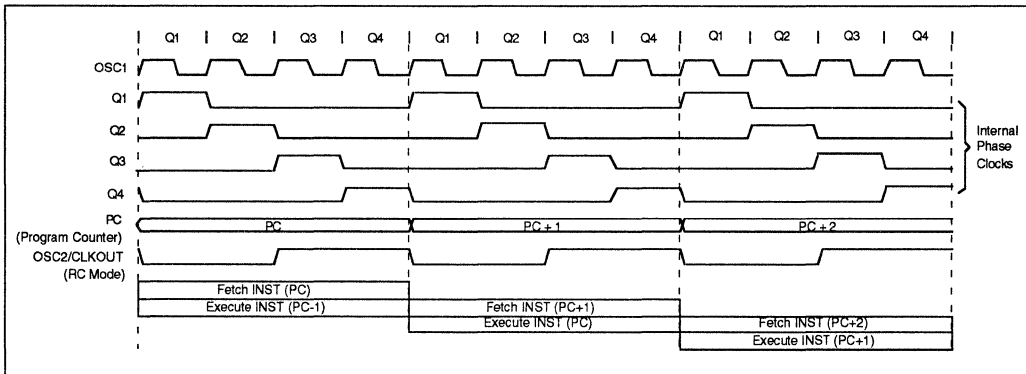 Q1 | Q2 | Q3 | Q4 | Q1 | Q2 | Q3 | Q4 | Q1 | Q2 | Q3 | Q4
OSC1
Q1
Q2
Q3
Q4
Internal
Phase
Clocks
PC
(Program Counter)
PC
PC + 1
PC + 2
OSC2/CLKOUT
(RC Mode)
Fetch INST (PC)
Execute INST (PC-1)
Fetch INST (PC+1)
Execute INST (PC)
Fetch INST (PC+2)
Execute INST (PC+1)